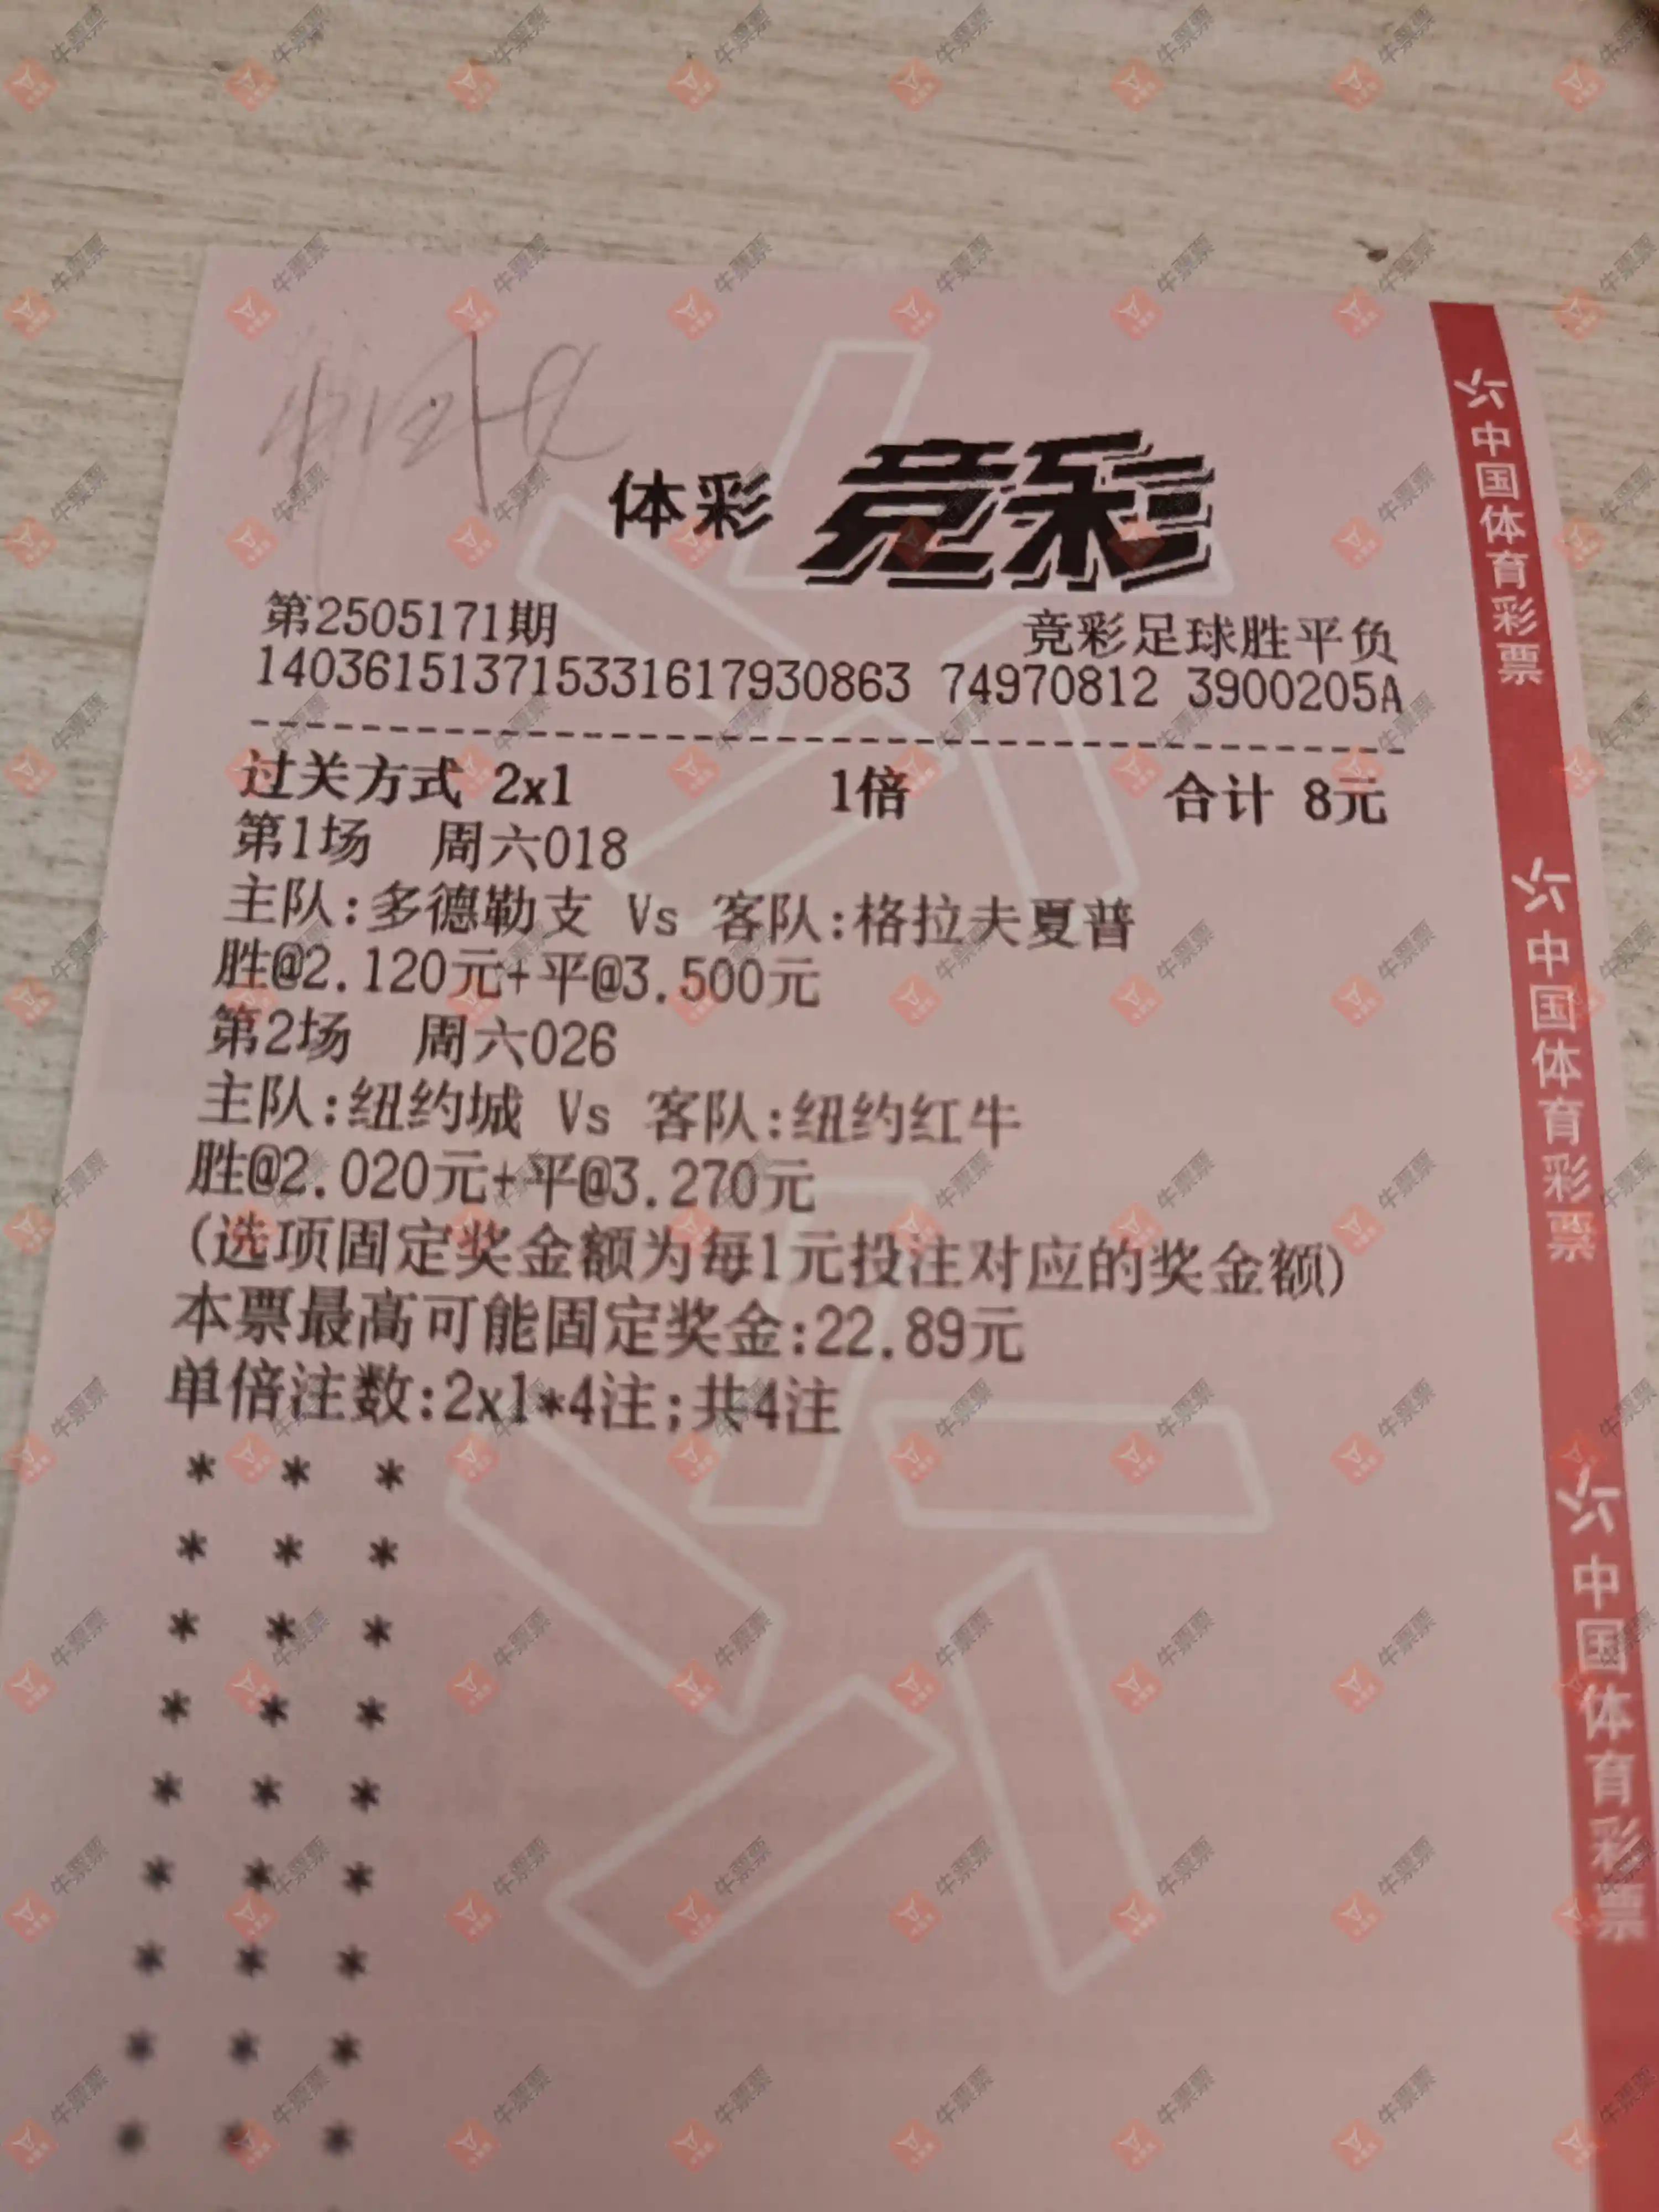 体彩 竞彩
第2505171期 竞彩足球胜平负
140361513715331617930863 74970812 3900205A
过关方式 2x1 1倍 合计 8元
第1场 周六018
主队:多德勒支 Vs 客队:格拉夫夏普
胜@2.120元+平@3.500元
第2场 周六026
主队:纽约城 Vs 客队:纽约红牛
胜@2.020元+平@3.270元
(选项固定奖金额为每1元投注对应的奖金额)
本票最高可能固定奖金:22.89元
单倍注数:2x1*4注;共4注
* * *
* * *
* * *
* * *
* * *
* * *
* * *
* * *
* * *
中国体育彩票
中国体育彩票
中国体育彩票
牛票票